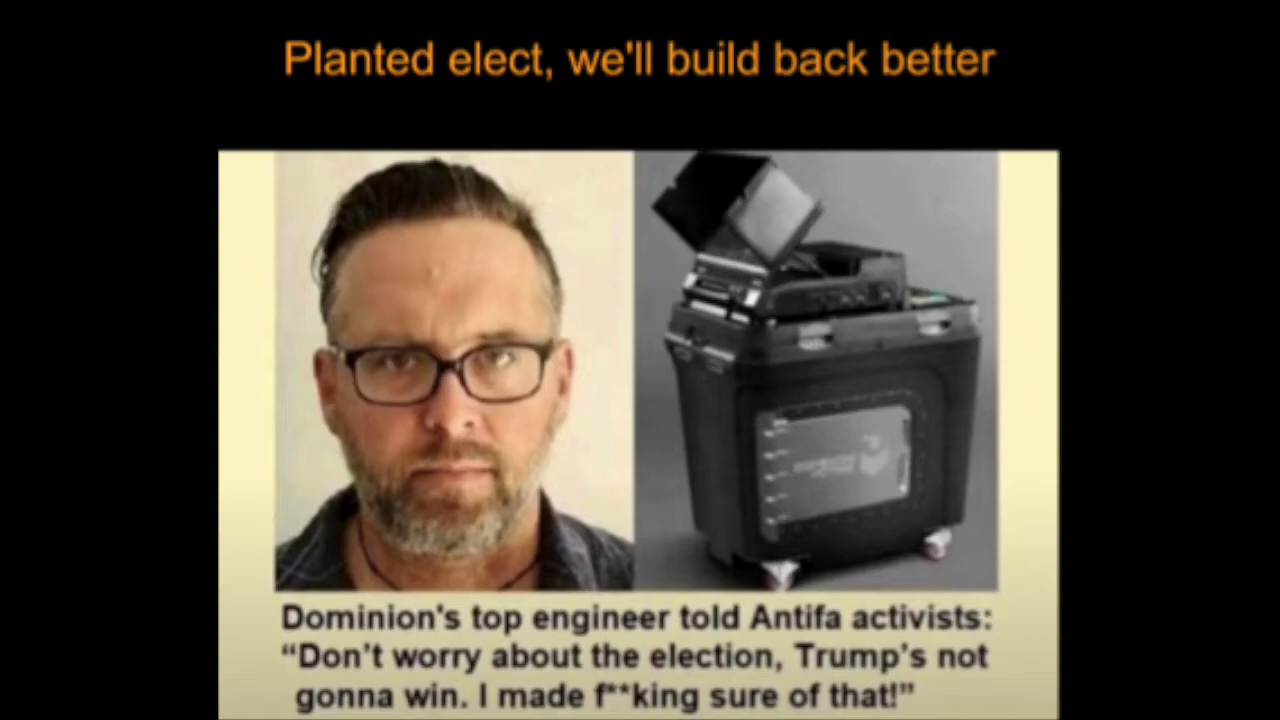 Planted elect, we'll build back better
Dominion's top engineer told Antifa activists:
“Don't worry about the election, Trump's not
gonna win. I made f**king sure of that!”